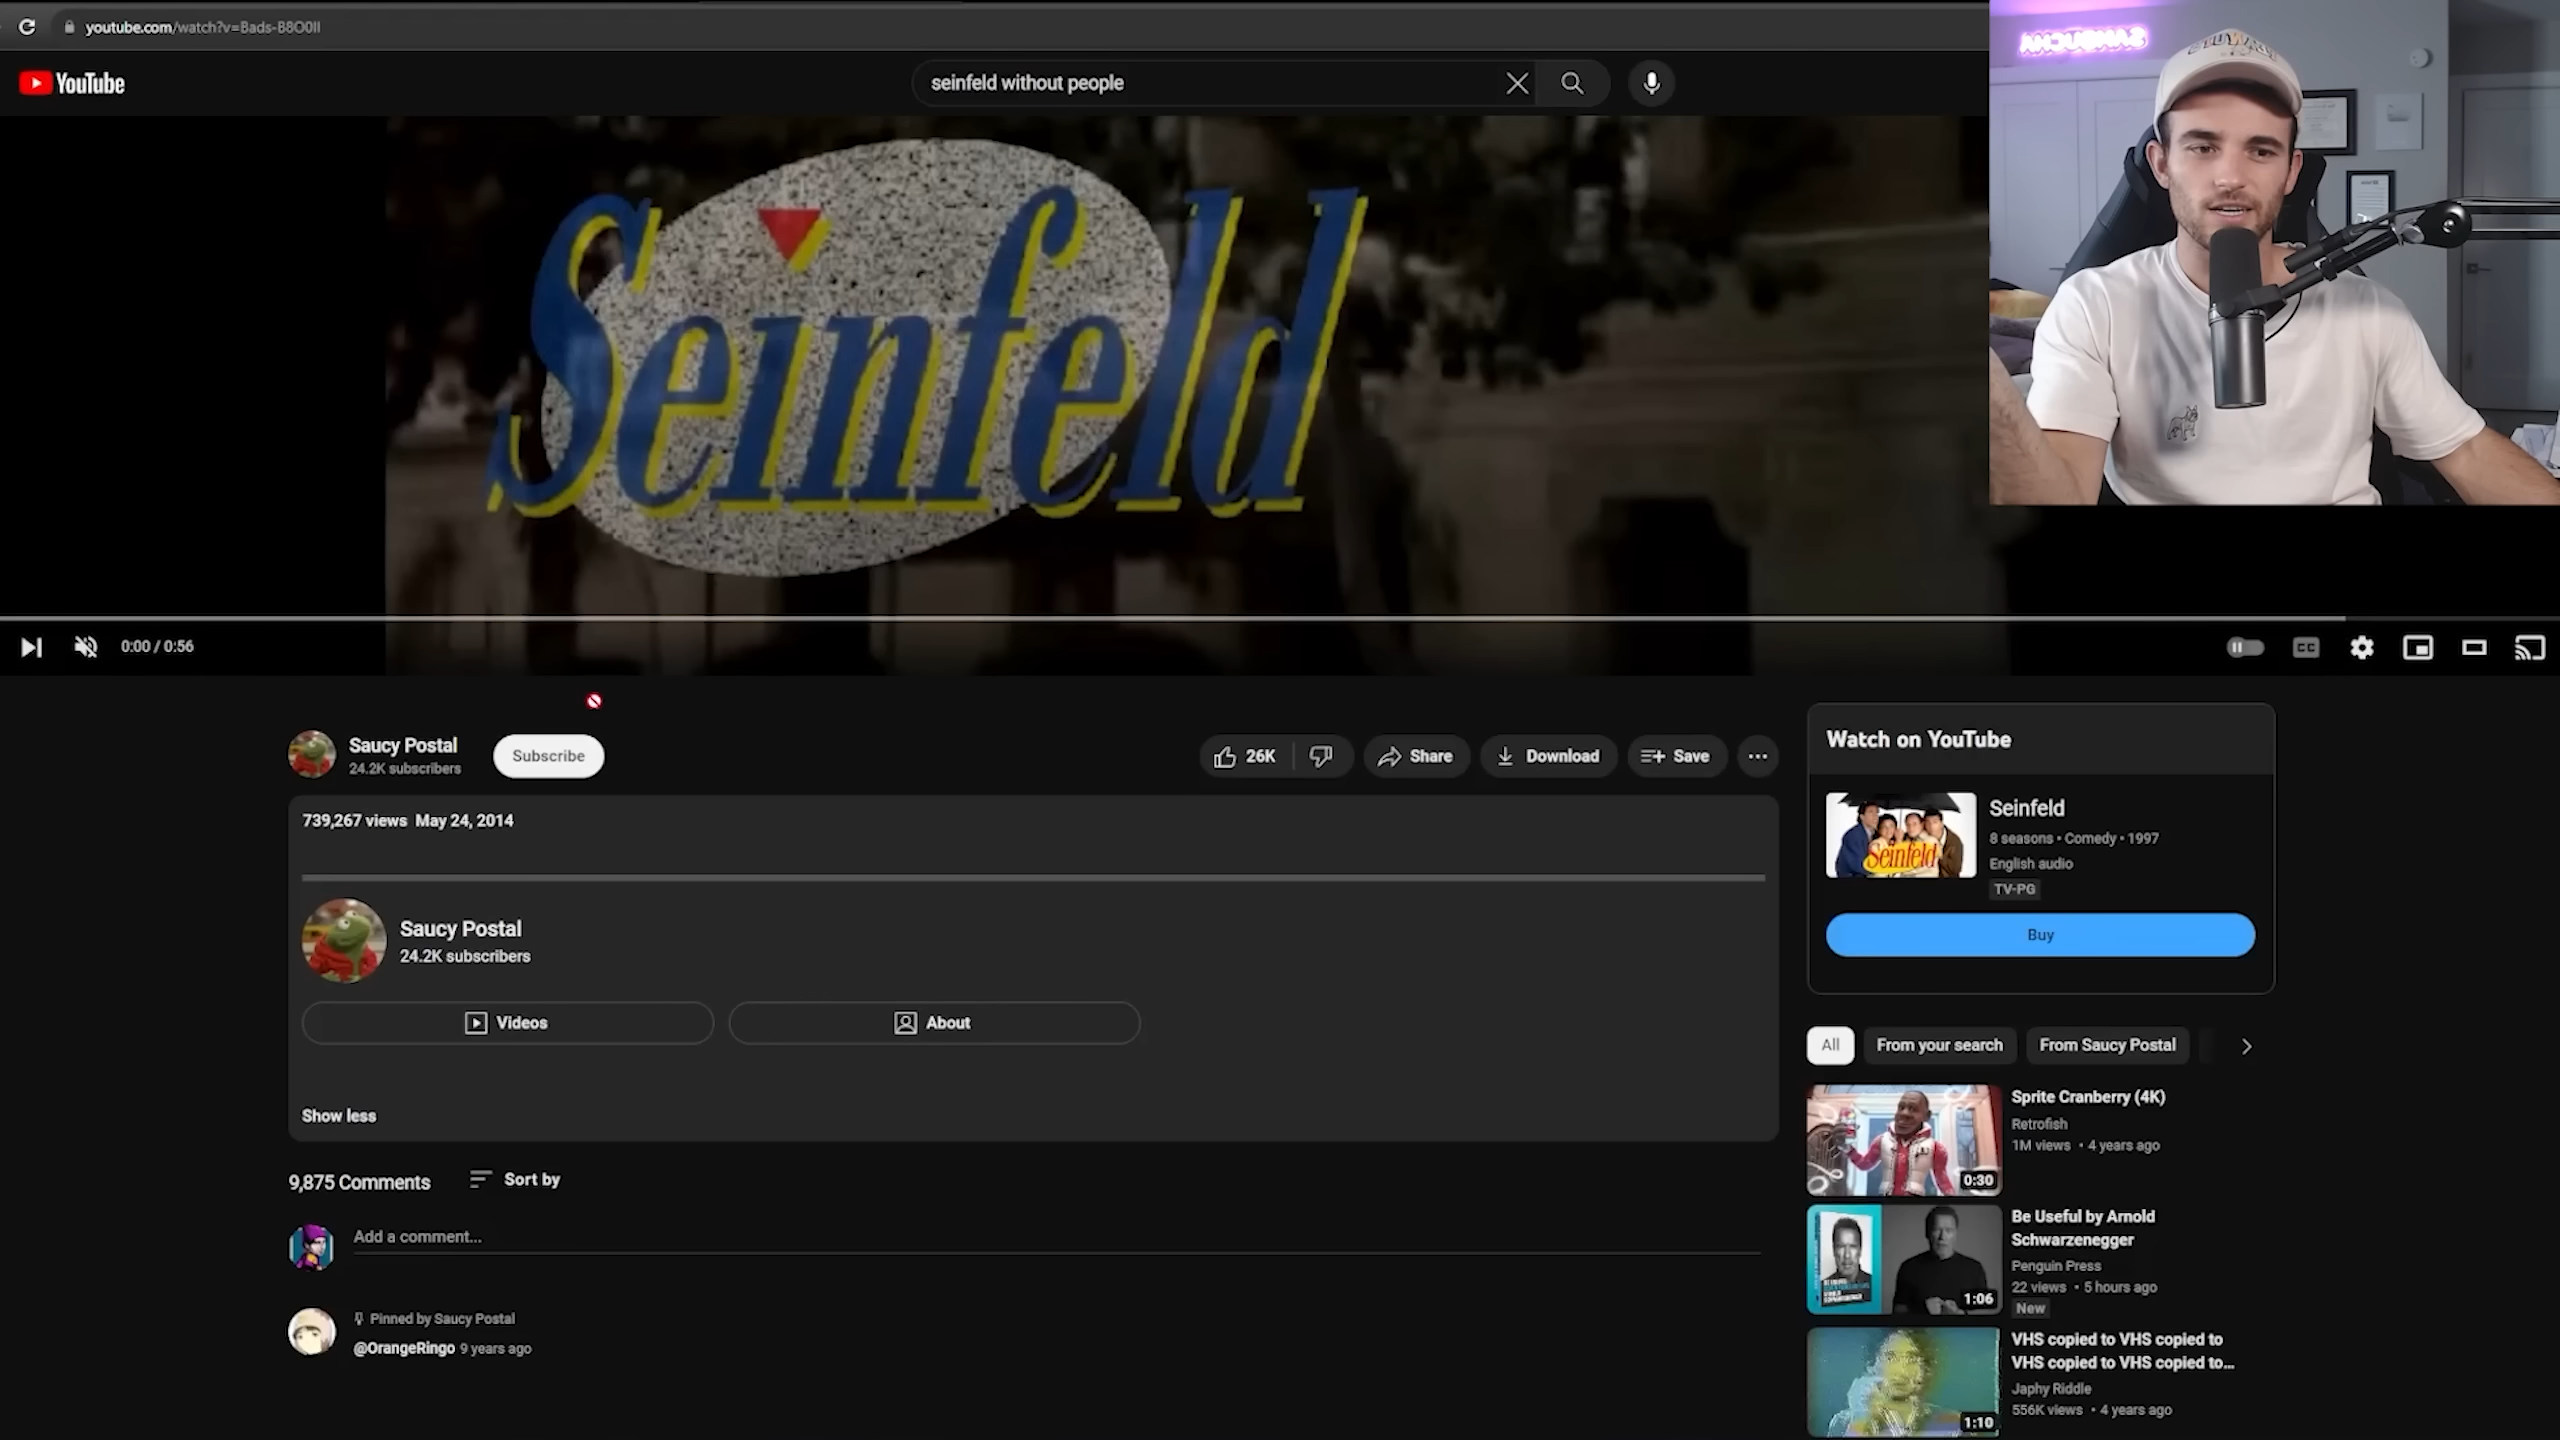 youtube.com/watch?v=Bads-B8O0lI
YouTube
seinfeld without people
SAMBUCHA
Seinfeld
0:00 / 0:56
CC
Saucy Postal
24.2K subscribers
Subscribe
26K
Share
Download
Save
739,267 views May 24, 2014
Saucy Postal
24.2K subscribers
Videos
About
Show less
9,875 Comments
Sort by
Add a comment...
Pinned by Saucy Postal
@OrangeRingo 9 years ago
Watch on YouTube
Seinfeld
Seinfeld
8 seasons • Comedy • 1997
English audio
TV-PG
Buy
All
From your search
From Saucy Postal
Sprite Cranberry (4K)
Retrofish
1M views • 4 years ago
0:30
Be Useful by Arnold
Schwarzenegger
Penguin Press
22 views • 5 hours ago
New
1:06
VHS copied to VHS copied to
VHS copied to VHS copied to...
Japhy Riddle
556K views • 4 years ago
1:10